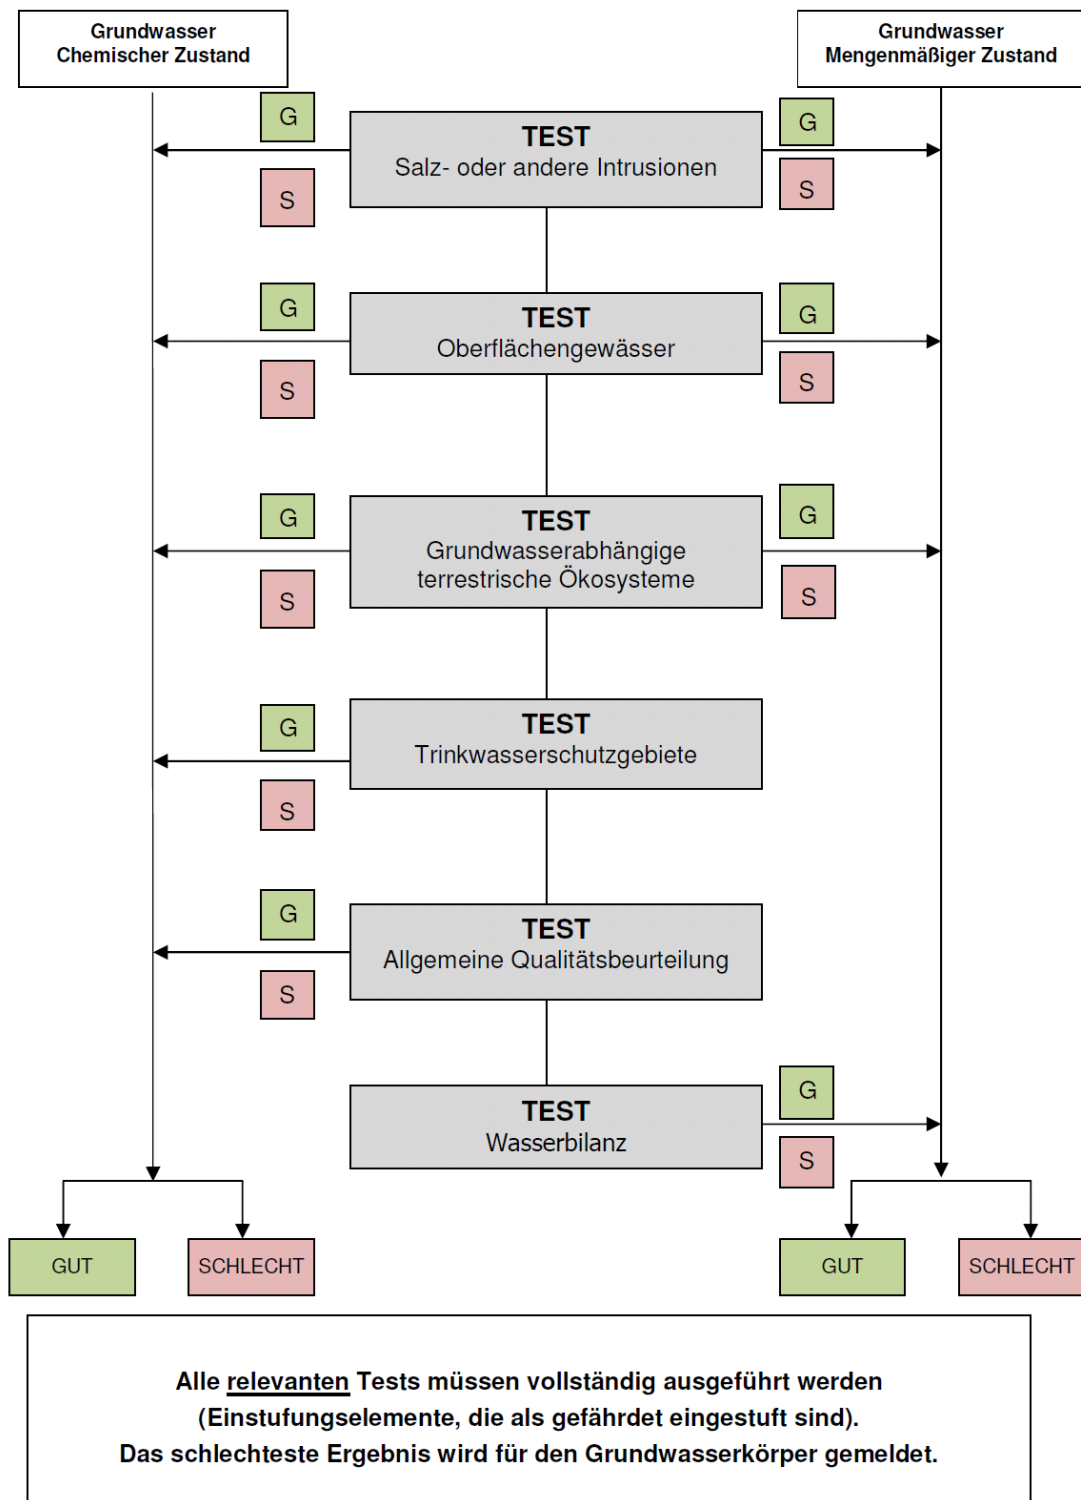 Grundwasser
Chemischer Zustand
Grundwasser
Mengenmäßiger Zustand
G
S
TEST
Salz- oder andere Intrusionen
G
S
G
S
TEST
Oberflächengewässer
G
S
G
S
TEST
Grundwasserabhängige
terrestrische Ökosysteme
G
S
G
S
TEST
Trinkwasserschutzgebiete
G
S
TEST
Allgemeine Qualitätsbeurteilung
TEST
Wasserbilanz
G
S
GUT
SCHLECHT
GUT
SCHLECHT
Alle relevanten Tests müssen vollständig ausgeführt werden
(Einstufungselemente, die als gefährdet eingestuft sind).
Das schlechteste Ergebnis wird für den Grundwasserkörper gemeldet.